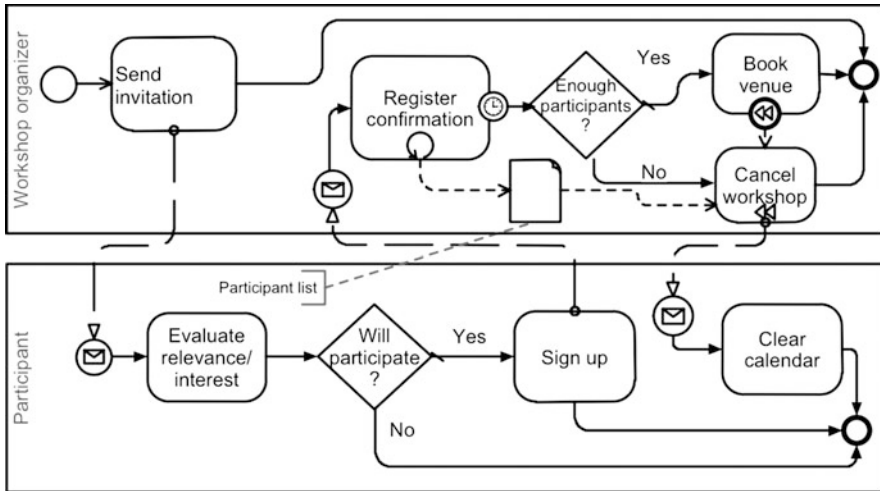 Workshop organizer
Send
invitation
Register
confirmation
Enough
participants
?
Yes
No
Book
venue
Cancel
workshop
Participant list
Participant
Evaluate
relevance/
interest
Will
participate
?
Yes
No
Sign up
Clear
calendar